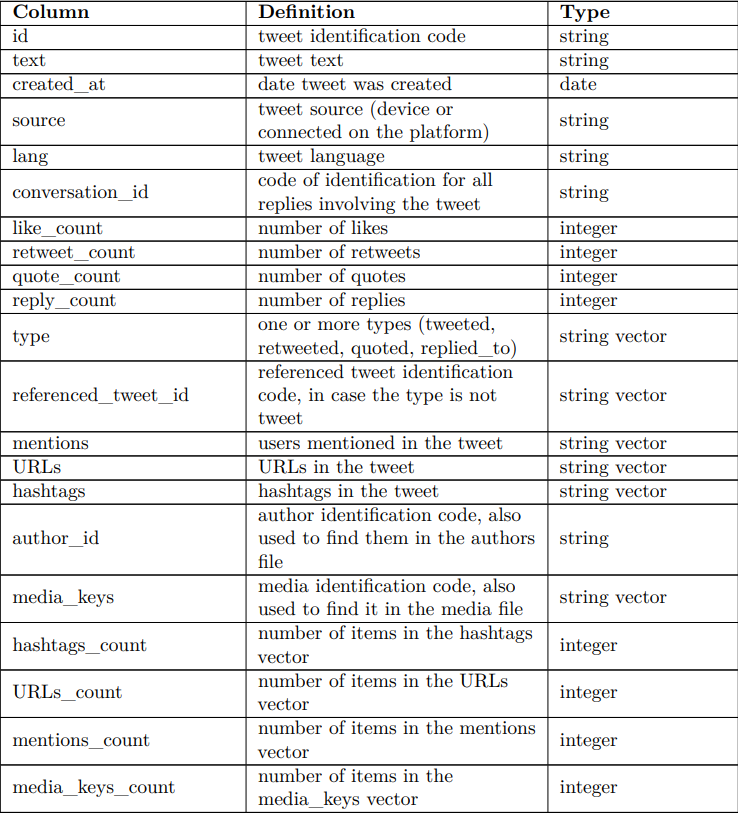 Column Definition Type
id tweet identification code string
text tweet text string
created_at date tweet was created date
source tweet source (device or connected on the platform) string
lang tweet language string
conversation_id code of identification for all replies involving the tweet string
like_count number of likes integer
retweet_count number of retweets integer
quote_count number of quotes integer
reply_count number of replies integer
type one or more types (tweeted, retweeted, quoted, replied_to) string vector
referenced_tweet_id referenced tweet identification code, in case the type is not tweet string vector
mentions users mentioned in the tweet string vector
URLs URLs in the tweet string vector
hashtags hashtags in the tweet string vector
author_id author identification code, also used to find them in the authors file string
media_keys media identification code, also used to find it in the media file string vector
hashtags_count number of items in the hashtags vector integer
URLs_count number of items in the URLs vector integer
mentions_count number of items in the mentions vector integer
media_keys_count number of items in the media_keys vector integer